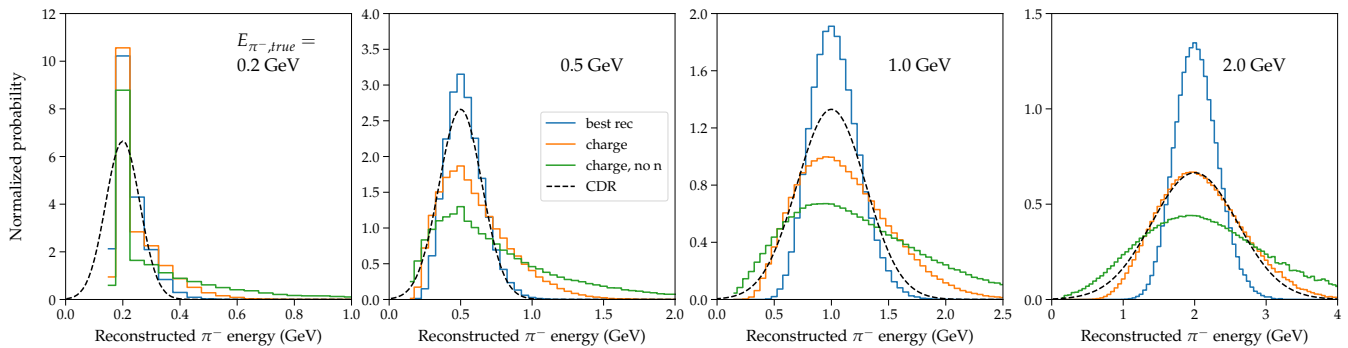 Normalized probability
12
10
8
6
4
2
0
0.0 0.2 0.4 0.6 0.8 1.0
Reconstructed π⁻ energy (GeV)
E_{π⁻,true} =
0.2 GeV
4.0
3.5
3.0
2.5
2.0
1.5
1.0
0.5
0.0
0.0 0.5 1.0 1.5 2.0
Reconstructed π⁻ energy (GeV)
0.5 GeV
best rec
charge
charge, no n
CDR
2.0
1.6
1.2
0.8
0.4
0.0
0.0 0.5 1.0 1.5 2.0 2.5
Reconstructed π⁻ energy (GeV)
1.0 GeV
1.5
1.0
0.5
0.0
0 1 2 3 4
Reconstructed π⁻ energy (GeV)
2.0 GeV